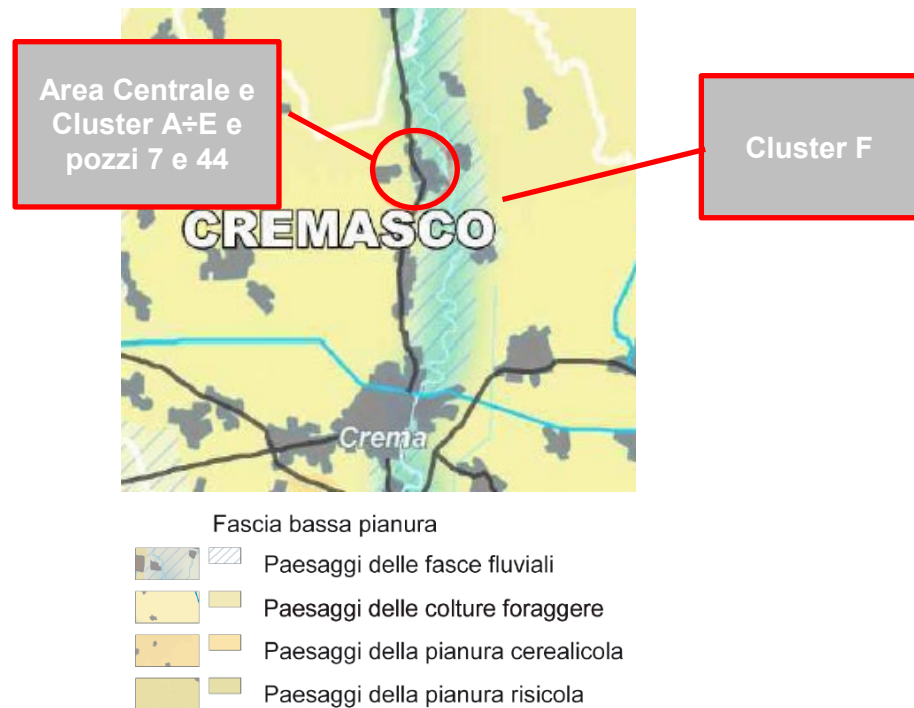 Area Centrale e
Cluster A÷E e
pozzi 7 e 44
Cluster F
CREMASCO
Crema
Fascia bassa pianura
Paesaggi delle fasce fluviali
Paesaggi delle colture foraggere
Paesaggi della pianura cerealicola
Paesaggi della pianura risicola